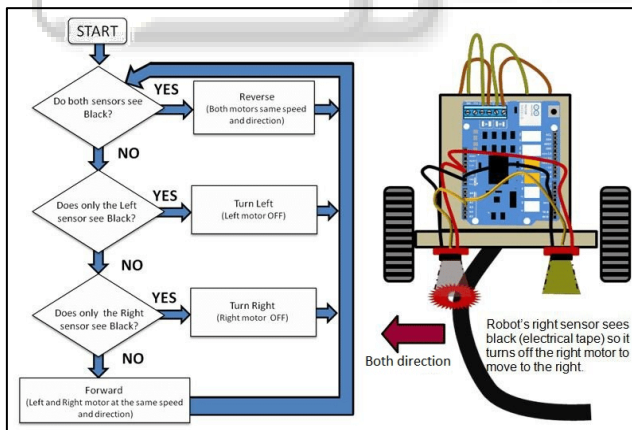 START
Do both sensors see
Black?
YES
Reverse
(Both motors same speed
and direction)
NO
Does only the Left
sensor see Black?
YES
Turn Left
(Left motor OFF)
NO
Does only the Right
sensor see Black?
YES
Turn Right
(Right motor OFF)
NO
Forward
(Left and Right motor at the same speed
and direction)
Both direction
Robot's right sensor sees
black (electrical tape) so it
turns off the right motor to
move to the right.